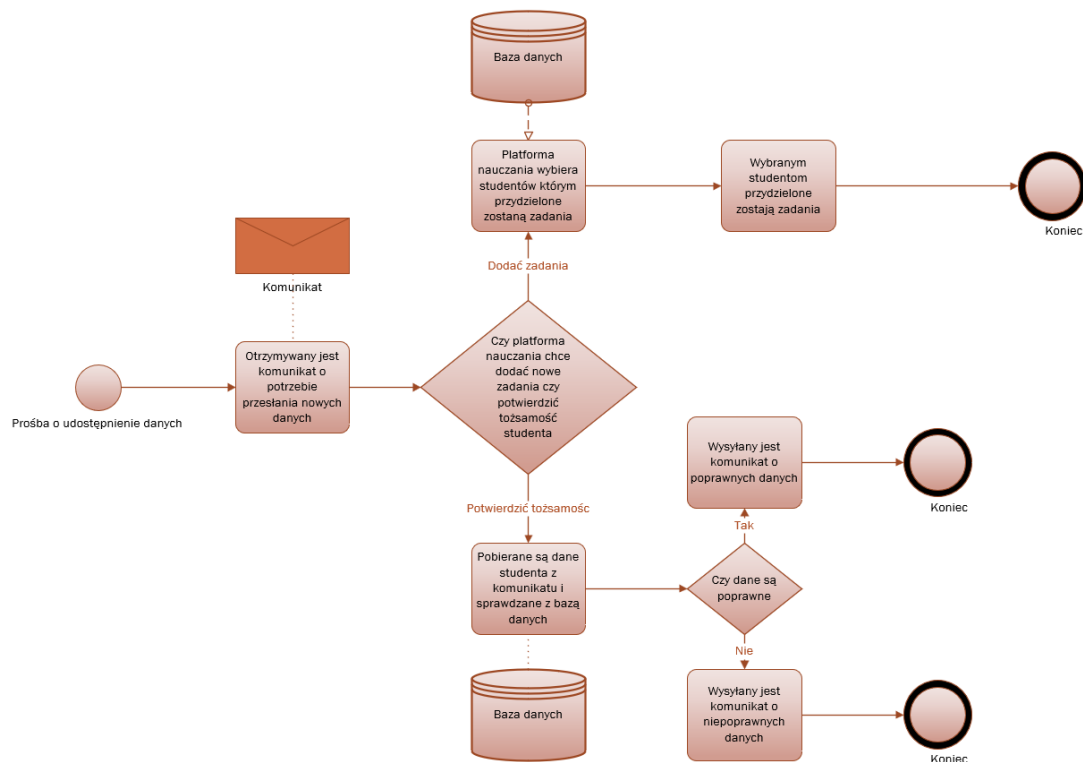 Baza danych
Platforma
nauczania wybiera
studentów którym
przydzielone
zostaną zadania
Wybranym
studentom
przydzielone
zostają zadania
Koniec
Dodać zadania
Komunikat
Otrzymywany jest
komunikat o
potrzebie
przesłania nowych
danych
Prośba o udostępnienie danych
Czy platforma
nauczania chce
dodać nowe
zadania czy
potwierdzić
tożsamość
studenta
Potwierdzić tożsamośc
Pobierane są dane
studenta z
komunikatu i
sprawdzane z bazą
danych
Baza danych
Czy dane są
poprawne
Tak
Wysyłany jest
komunikat o
poprawnych danych
Koniec
Nie
Wysyłany jest
komunikat o
niepoprawnych
danych
Koniec